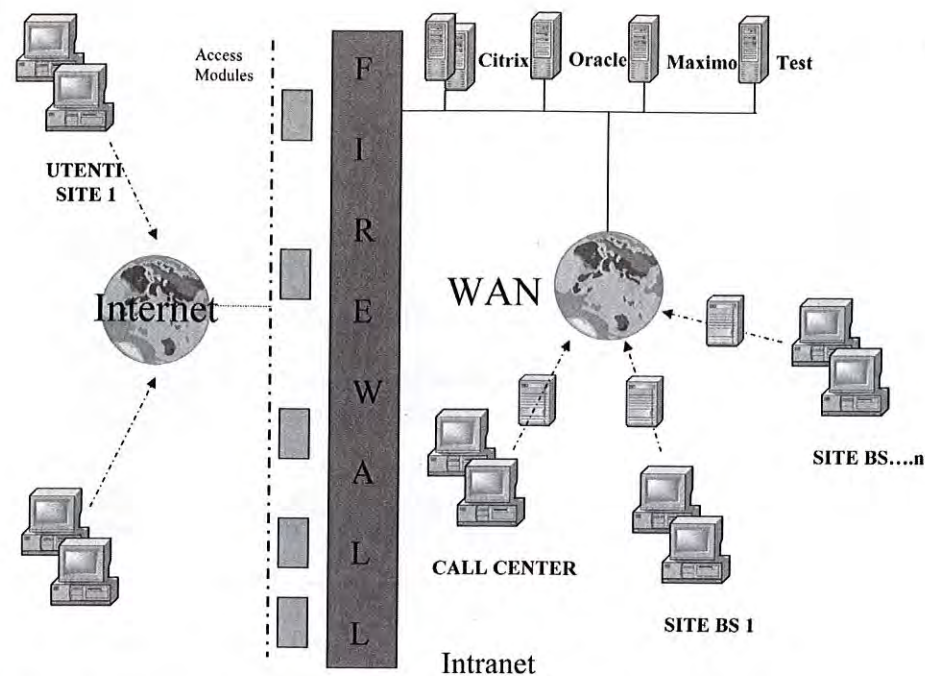 Access
Modules
UTENTI
SITE 1
Internet
FIREWALL
Citrix
Oracle
Maximo
Test
WAN
SITE BS....n
CALL CENTER
SITE BS 1
Intranet